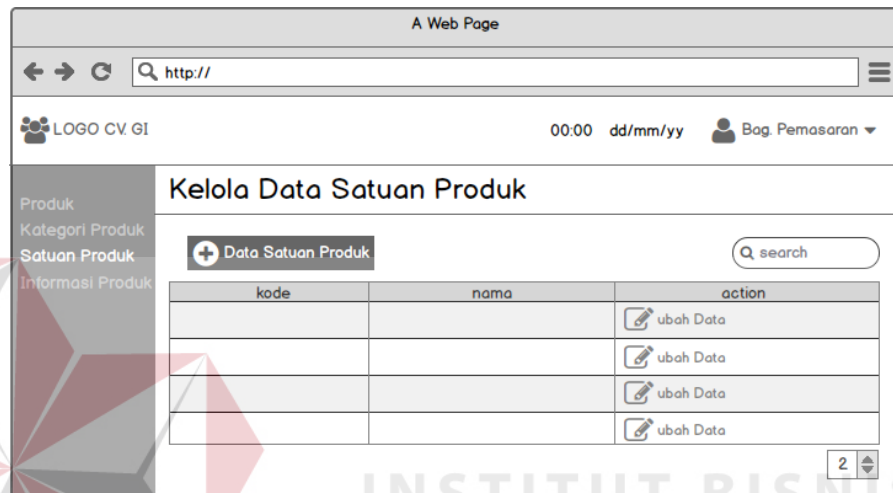 A Web Page
http://
LOGO CV. GI
00:00 dd/mm/yy Bag. Pemasaran
Kelola Data Satuan Produk
Produk
Kategori Produk
Satuan Produk
Informasi Produk
Data Satuan Produk
search
kode nama action
ubah Data
ubah Data
ubah Data
ubah Data
2
INSTITUT BISNIS